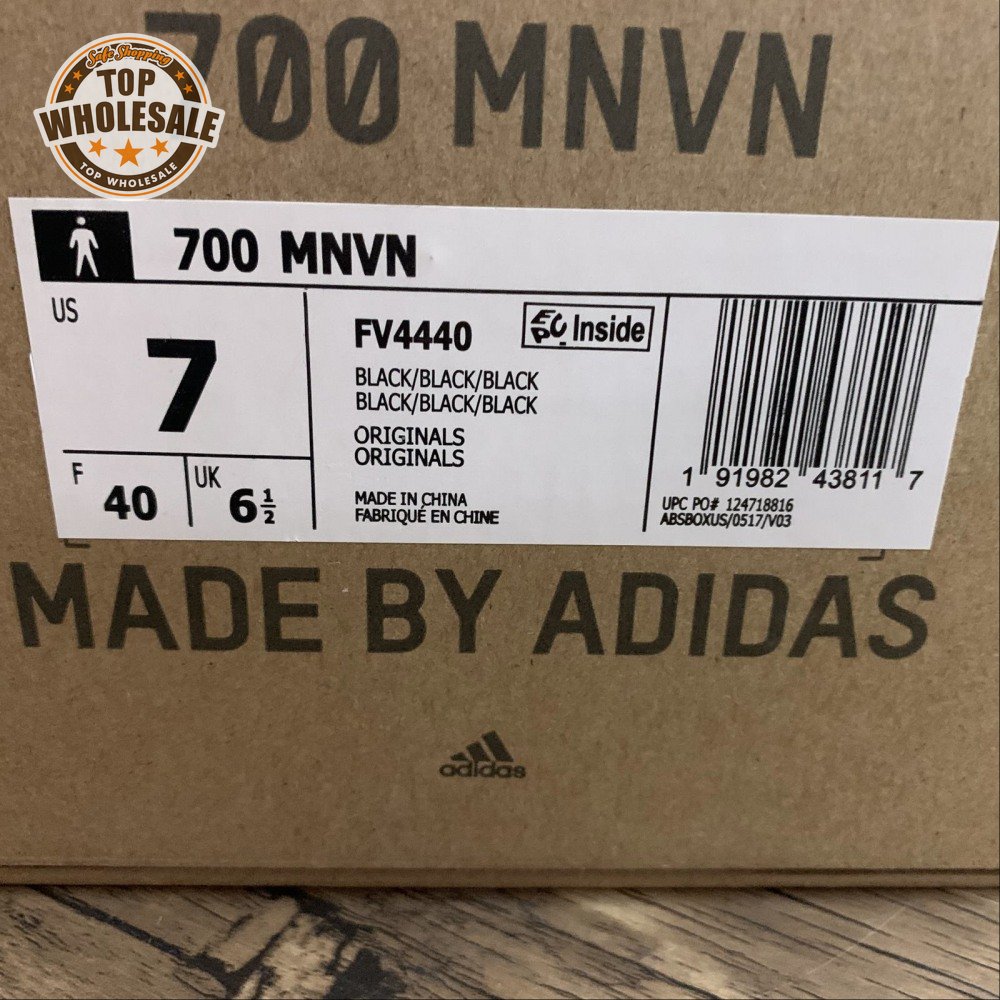 700 MNVN
Safe Shopping
TOP
WHOLESALE
TOP WHOLESALE
700 MNVN
US
7
F
40
UK
6 1/2
FV4440
EPC Inside
BLACK/BLACK/BLACK
BLACK/BLACK/BLACK
ORIGINALS
ORIGINALS
MADE IN CHINA
FABRIQUÉ EN CHINE
1 91982 43811 7
UPC PO# 124718816
ABSBOXUS/0517/V03
MADE BY ADIDAS
adidas